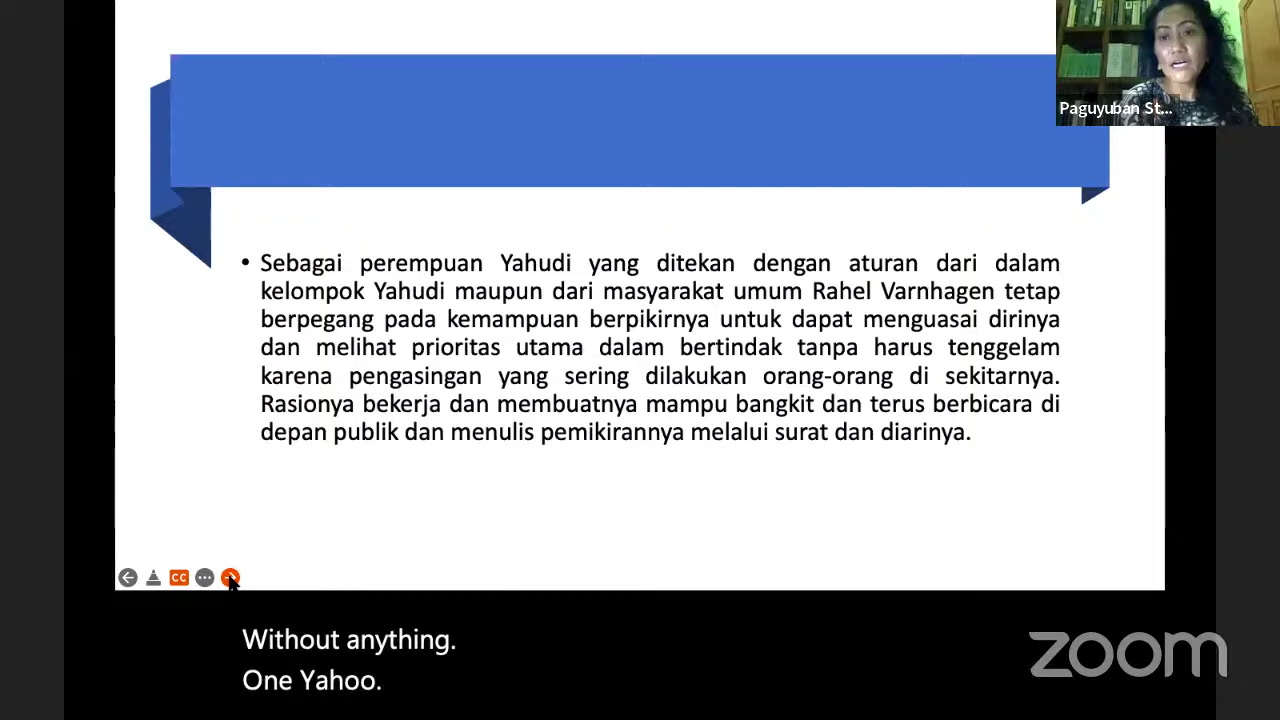 Paguyuban St...
• Sebagai perempuan Yahudi yang ditekan dengan aturan dari dalam
kelompok Yahudi maupun dari masyarakat umum Rahel Varnhagen tetap
berpegang pada kemampuan berpikirnya untuk dapat menguasai dirinya
dan melihat prioritas utama dalam bertindak tanpa harus tenggelam
karena pengasingan yang sering dilakukan orang-orang di sekitarnya.
Rasionya bekerja dan membuatnya mampu bangkit dan terus berbicara di
depan publik dan menulis pemikirannya melalui surat dan diarinya.
CC
Without anything.
One Yahoo.
zoom